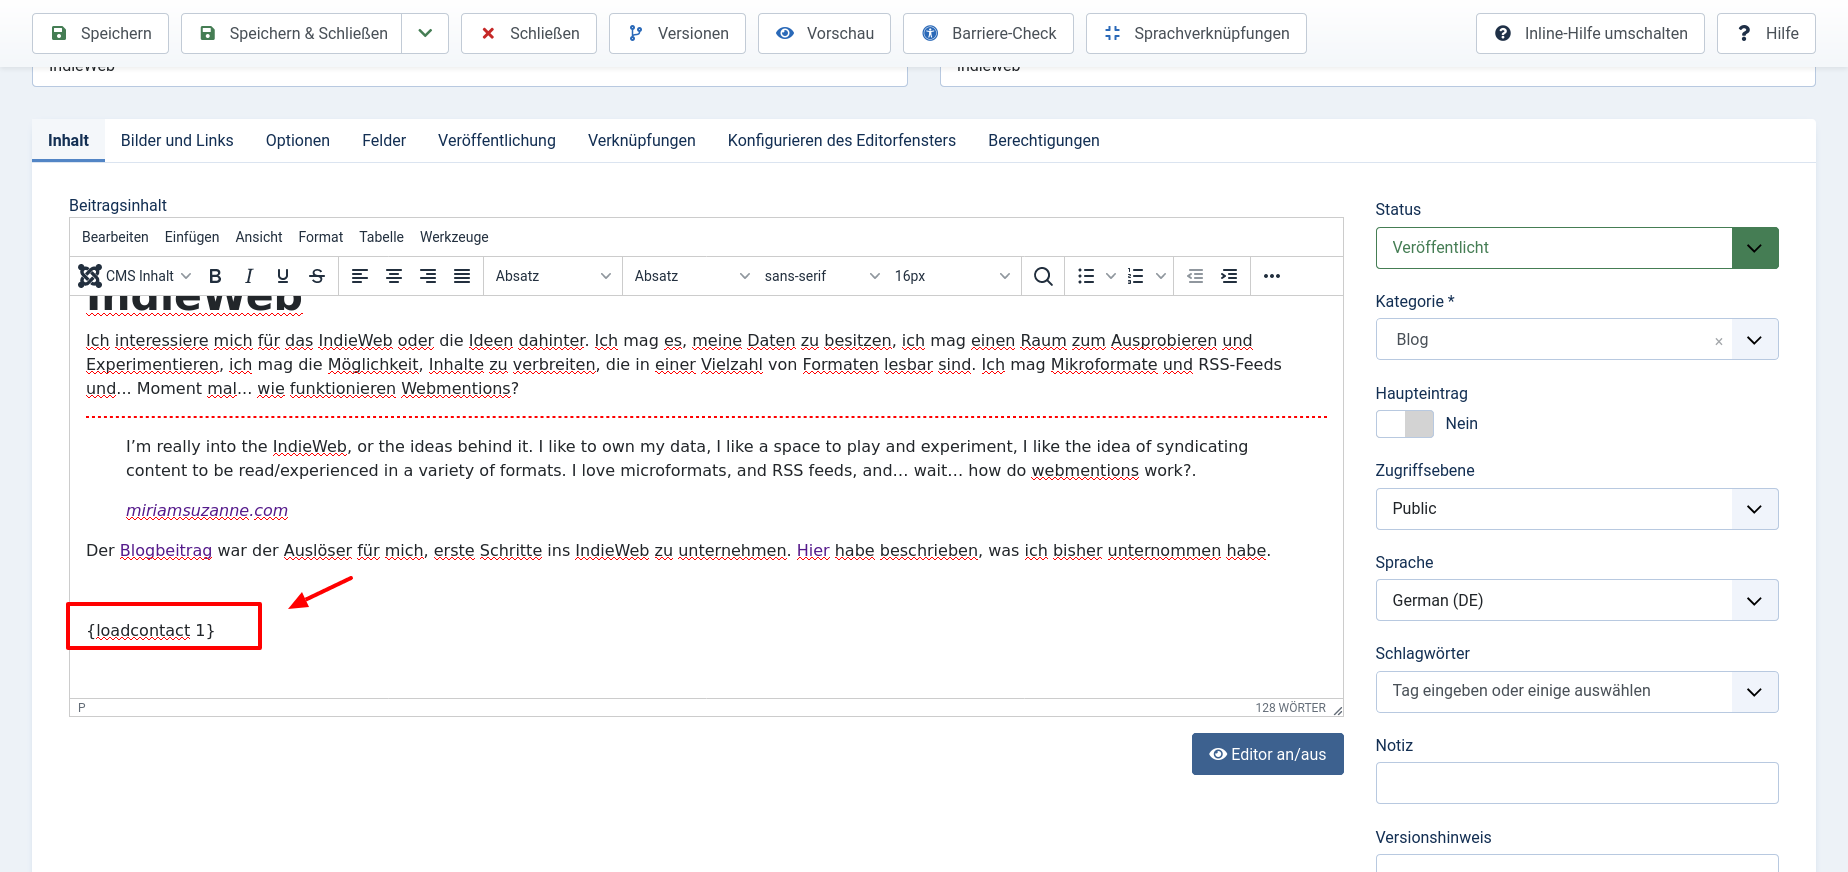 Speichern
Speichern & Schließen
Schließen
Versionen
Vorschau
Barriere-Check
Sprachverknüpfungen
Inline-Hilfe umschalten
Hilfe
IndieWeb
indieweb
Inhalt
Bilder und Links
Optionen
Felder
Veröffentlichung
Verknüpfungen
Konfigurieren des Editorfensters
Berechtigungen
Beitragsinhalt
Bearbeiten Einfügen Ansicht Format Tabelle Werkzeuge
CMS Inhalt B I U S Absatz Absatz sans-serif 16px
IndieWeb
Ich interessiere mich für das IndieWeb oder die Ideen dahinter. Ich mag es, meine Daten zu besitzen, ich mag einen Raum zum Ausprobieren und
Experimentieren, ich mag die Möglichkeit, Inhalte zu verbreiten, die in einer Vielzahl von Formaten lesbar sind. Ich mag Mikroformate und RSS-Feeds
und… Moment mal… wie funktionieren Webmentions?
I’m really into the IndieWeb, or the ideas behind it. I like to own my data, I like a space to play and experiment, I like the idea of syndicating
content to be read/experienced in a variety of formats. I love microformats, and RSS feeds, and… wait… how do webmentions work?.
miriamsuzanne.com
Der Blogbeitrag war der Auslöser für mich, erste Schritte ins IndieWeb zu unternehmen. Hier habe beschrieben, was ich bisher unternommen habe.
{loadcontact 1}
P
128 WÖRTER
Editor an/aus
Status
Veröffentlicht
Kategorie *
Blog ×
Haupteintrag
Nein
Zugriffsebene
Public
Sprache
German (DE)
Schlagwörter
Tag eingeben oder einige auswählen
Notiz
Versionshinweis